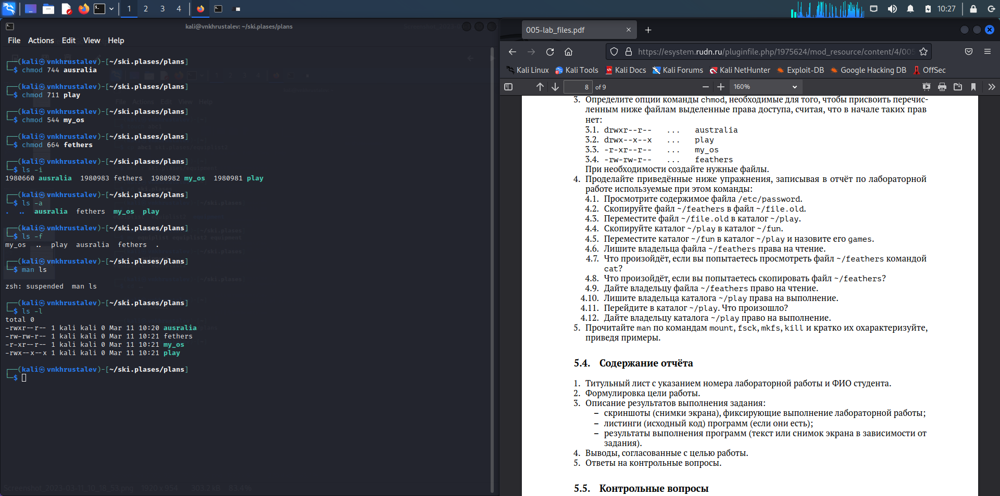 1 2 3 4
10:27
kali@vnkhrustalev: ~/ski.plases/plans
File Actions Edit View Help
┌──(kali㉿vnkhrustalev)-[~/ski.plases/plans]
└─$ chmod 744 ausralia
┌──(kali㉿vnkhrustalev)-[~/ski.plases/plans]
└─$ chmod 711 play
┌──(kali㉿vnkhrustalev)-[~/ski.plases/plans]
└─$ chmod 544 my_os
┌──(kali㉿vnkhrustalev)-[~/ski.plases/plans]
└─$ chmod 664 fethers
┌──(kali㉿vnkhrustalev)-[~/ski.plases/plans]
└─$ ls -i
1980660 ausralia 1980983 fethers 1980982 my_os 1980981 play
┌──(kali㉿vnkhrustalev)-[~/ski.plases/plans]
└─$ ls -a
. .. ausralia fethers my_os play
┌──(kali㉿vnkhrustalev)-[~/ski.plases/plans]
└─$ ls -f
my_os .. play ausralia fethers .
┌──(kali㉿vnkhrustalev)-[~/ski.plases/plans]
└─$ man ls
zsh: suspended man ls
┌──(kali㉿vnkhrustalev)-[~/ski.plases/plans]
└─$ ls -l
total 0
-rwxr--r-- 1 kali kali 0 Mar 11 10:20 ausralia
-rw-rw-r-- 1 kali kali 0 Mar 11 10:21 fethers
-r-xr--r-- 1 kali kali 0 Mar 11 10:21 my_os
-rwx--x--x 1 kali kali 0 Mar 11 10:21 play
┌──(kali㉿vnkhrustalev)-[~/ski.plases/plans]
└─$
Screenshot_2023-03-11_10_18_53.png 1920 x 954 303.2 kB 83.4%
005-lab_files.pdf
https://esystem.rudn.ru/pluginfile.php/1975624/mod_resource/content/4/005
Kali Linux Kali Tools Kali Docs Kali Forums Kali NetHunter Exploit-DB Google Hacking DB OffSec
8 of 9 160%
3. Определите опции команды chmod, необходимые для того, чтобы присвоить перечис-
ленным ниже файлам выделенные права доступа, считая, что в начале таких прав
нет:
3.1. drwxr--r-- ... australia
3.2. drwx--x--x ... play
3.3. -r-xr--r-- ... my_os
3.4. -rw-rw-r-- ... feathers
При необходимости создайте нужные файлы.
4. Проделайте приведённые ниже упражнения, записывая в отчёт по лабораторной
работе используемые при этом команды:
4.1. Просмотрите содержимое файла /etc/password.
4.2. Скопируйте файл ~/feathers в файл ~/file.old.
4.3. Переместите файл ~/file.old в каталог ~/play.
4.4. Скопируйте каталог ~/play в каталог ~/fun.
4.5. Переместите каталог ~/fun в каталог ~/play и назовите его games.
4.6. Лишите владельца файла ~/feathers права на чтение.
4.7. Что произойдёт, если вы попытаетесь просмотреть файл ~/feathers командой
cat?
4.8. Что произойдёт, если вы попытаетесь скопировать файл ~/feathers?
4.9. Дайте владельцу файла ~/feathers право на чтение.
4.10. Лишите владельца каталога ~/play права на выполнение.
4.11. Перейдите в каталог ~/play. Что произошло?
4.12. Дайте владельцу каталога ~/play право на выполнение.
5. Прочитайте man по командам mount, fsck, mkfs, kill и кратко их охарактеризуйте,
приведя примеры.
5.4. Содержание отчёта
1. Титульный лист с указанием номера лабораторной работы и ФИО студента.
2. Формулировка цели работы.
3. Описание результатов выполнения задания:
– скриншоты (снимки экрана), фиксирующие выполнение лабораторной работы;
– листинги (исходный код) программ (если они есть);
– результаты выполнения программ (текст или снимок экрана в зависимости от
задания).
4. Выводы, согласованные с целью работы.
5. Ответы на контрольные вопросы.
5.5. Контрольные вопросы